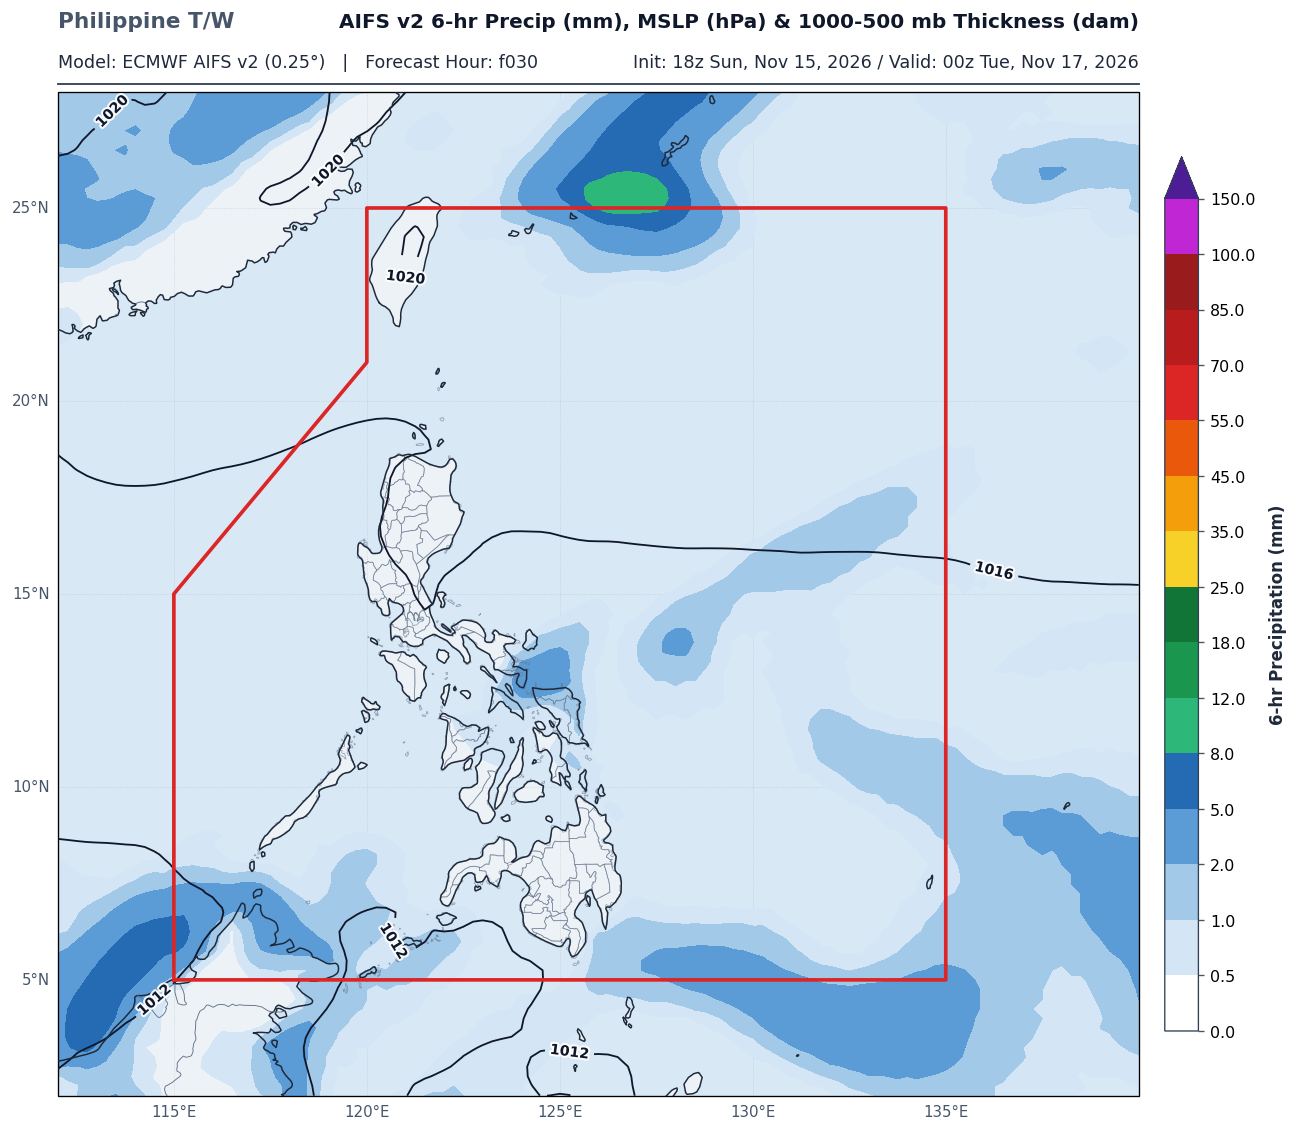 Philippine T/W
AIFS v2 6-hr Precip (mm), MSLP (hPa) & 1000-500 mb Thickness (dam)
Model: ECMWF AIFS v2 (0.25°) | Forecast Hour: f030
Init: 18z Sun, Nov 15, 2026 / Valid: 00z Tue, Nov 17, 2026
1020
1020
1020
1016
1012
1012
1012
25°N
20°N
15°N
10°N
5°N
115°E
120°E
125°E
130°E
135°E
150.0
100.0
85.0
70.0
55.0
45.0
35.0
25.0
18.0
12.0
8.0
5.0
2.0
1.0
0.5
0.0
6-hr Precipitation (mm)